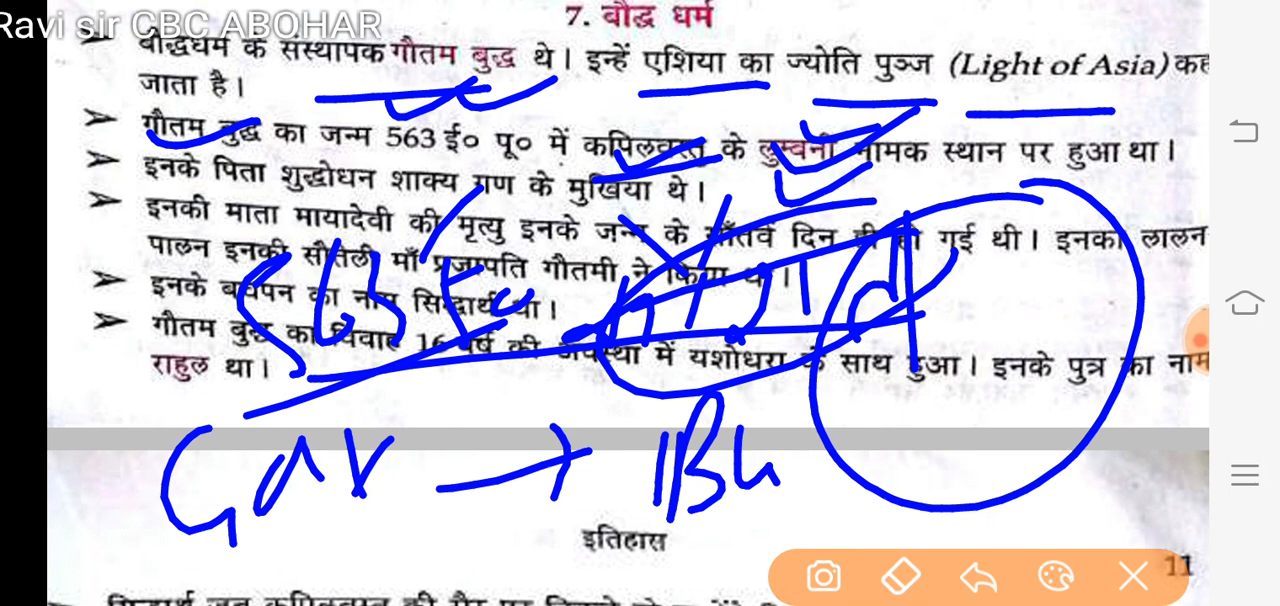 Ravi sir CBC ABOHAR
7. बौद्ध धर्म
➤ बौद्धधर्म के संस्थापक गौतम बुद्ध थे। इन्हें एशिया का ज्योति पुञ्ज (Light of Asia) कह
जाता है।
➤ गौतम बुद्ध का जन्म 563 ई० पू० में कपिलवस्तु के लुम्बनी नामक स्थान पर हुआ था।
➤ इनके पिता शुद्धोधन शाक्य गण के मुखिया थे।
➤ इनकी माता मायादेवी की मृत्यु इनके जन्म के साँतवें दिन ही हो गई थी। इनका लालन
पालन इनकी सौतेली माँ प्रजापति गौतमी ने किया था।
➤ इनके बचपन का नाम सिद्धार्थ था।
➤ गौतम बुद्ध का विवाह 16 वर्ष की अवस्था में यशोधरा के साथ हुआ। इनके पुत्र का नाम
राहुल था।
इतिहास
11